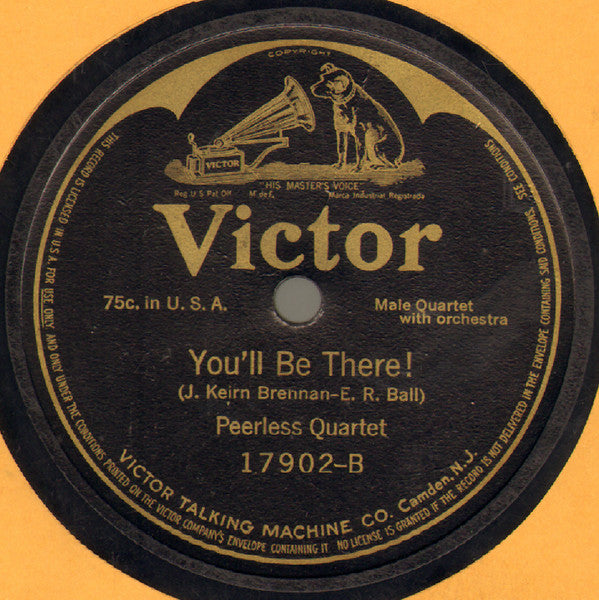 COPYRIGHT
VICTOR
"HIS MASTER'S VOICE"
Reg. U.S. Pat. Off. M de F. Marca Industrial Registrada
Victor
75c. in U. S. A.
Male Quartet
with orchestra
You'll Be There!
(J. Keirn Brennan-E. R. Ball)
Peerless Quartet
17902-B
VICTOR TALKING MACHINE CO. Camden, N.J.
THIS RECORD IS LICENSED IN U.S.A. FOR USE ONLY AND ONLY UNDER THE CONDITIONS PRINTED ON THE VICTOR COMPANY'S ENVELOPE CONTAINING IT NO LICENSE IS GRANTED IF THE RECORD IS NOT DELIVERED IN THE ENVELOPE CONTAINING SAID CONDITIONS. SEE CONDITIONS